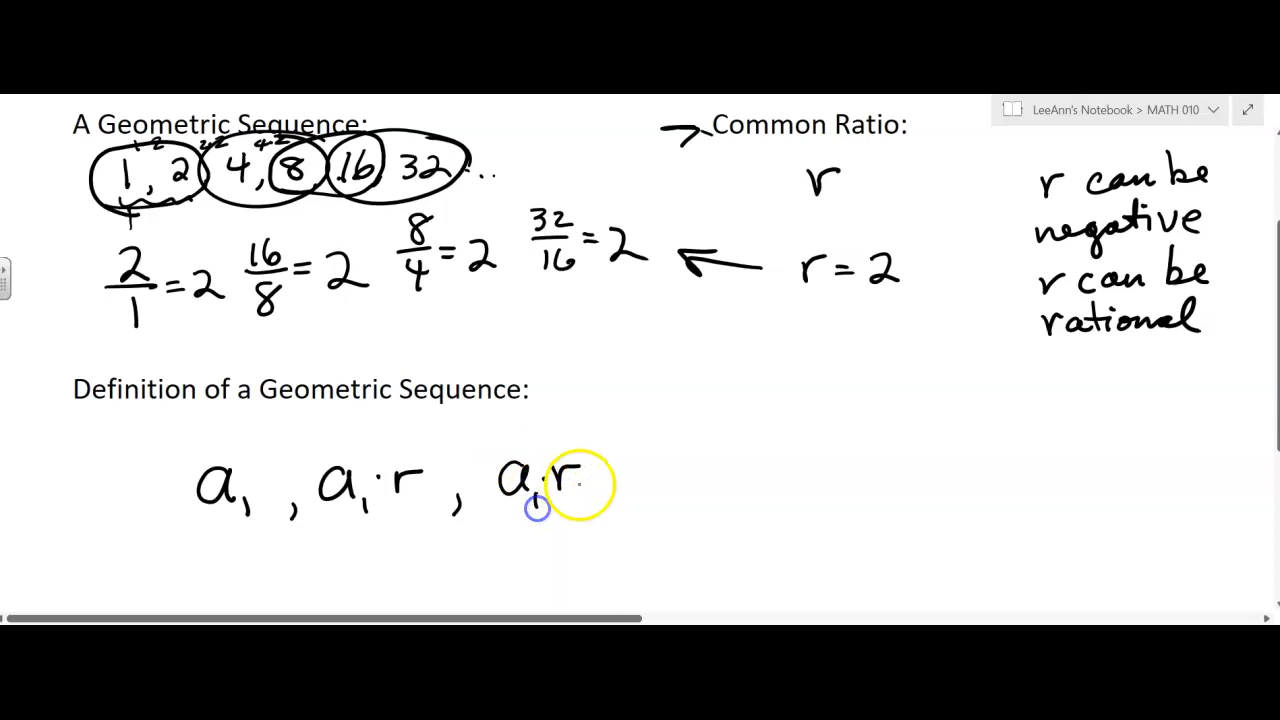 LeeAnn's Notebook > MATH 010
A Geometric Sequence:
1, 2, 4, 8, 16, 32 ...
2/1 = 2 16/8 = 2 8/4 = 2 32/16 = 2
Common Ratio:
r
r = 2
r can be
negative
r can be
rational
Definition of a Geometric Sequence:
a₁ , a₁·r , a₁·r